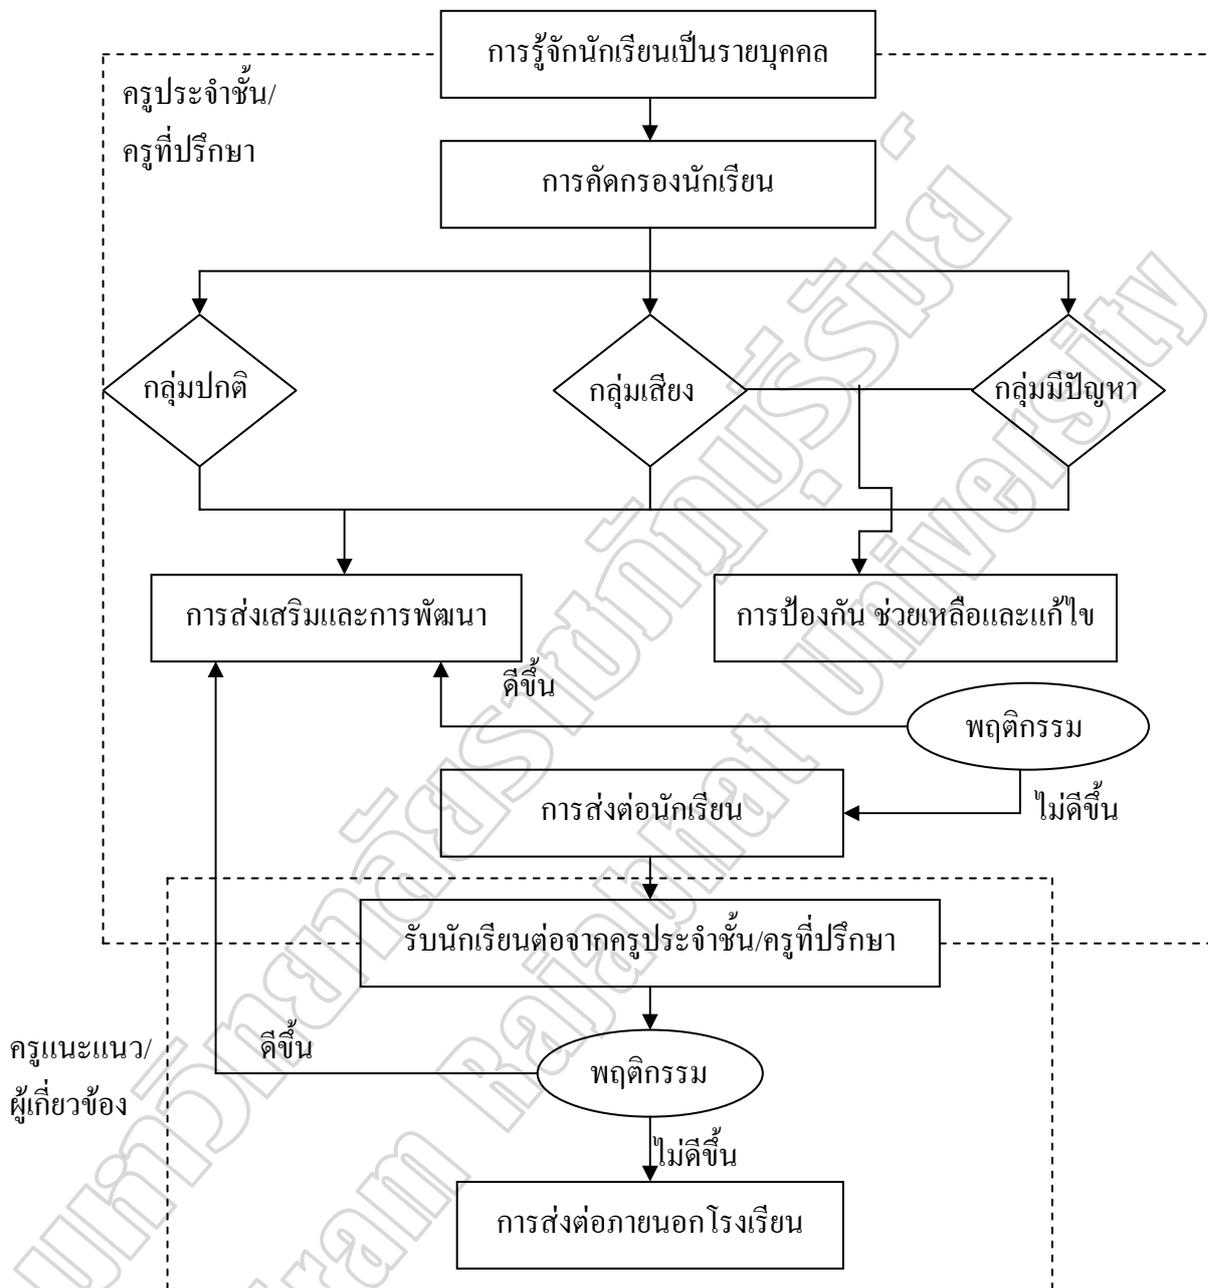 การรู้จักนักเรียนเป็นรายบุคคล
ครูประจำชั้น/
ครูที่ปรึกษา
การคัดกรองนักเรียน
กลุ่มปกติ
กลุ่มเสี่ยง
กลุ่มมีปัญหา
การส่งเสริมและการพัฒนา
การป้องกัน ช่วยเหลือและแก้ไข
ดีขึ้น
พฤติกรรม
การส่งต่อนักเรียน
ไม่ดีขึ้น
รับนักเรียนต่อจากครูประจำชั้น/ครูที่ปรึกษา
ครูแนะแนว/
ผู้เกี่ยวข้อง
ดีขึ้น
พฤติกรรม
ไม่ดีขึ้น
การส่งต่อภายนอกโรงเรียน
Rajabhat University